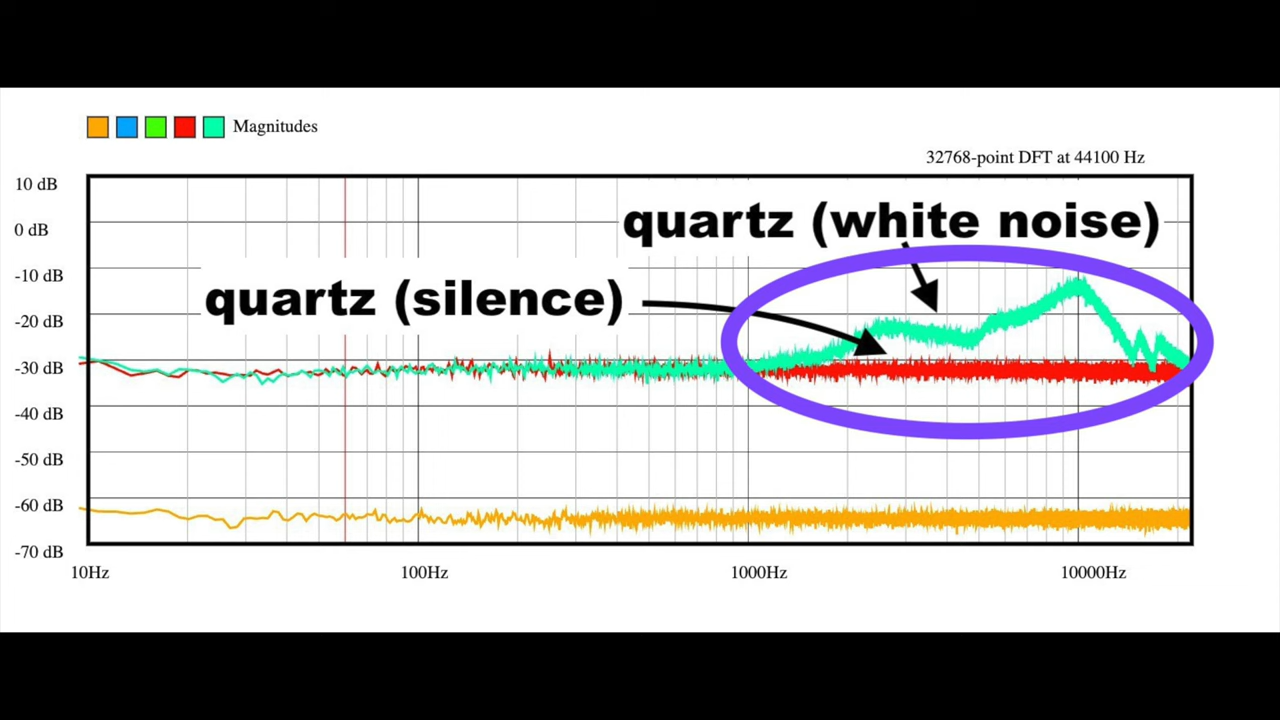 Magnitudes
32768-point DFT at 44100 Hz
10 dB
0 dB
-10 dB
-20 dB
-30 dB
-40 dB
-50 dB
-60 dB
-70 dB
quartz (white noise)
quartz (silence)
10Hz
100Hz
1000Hz
10000Hz